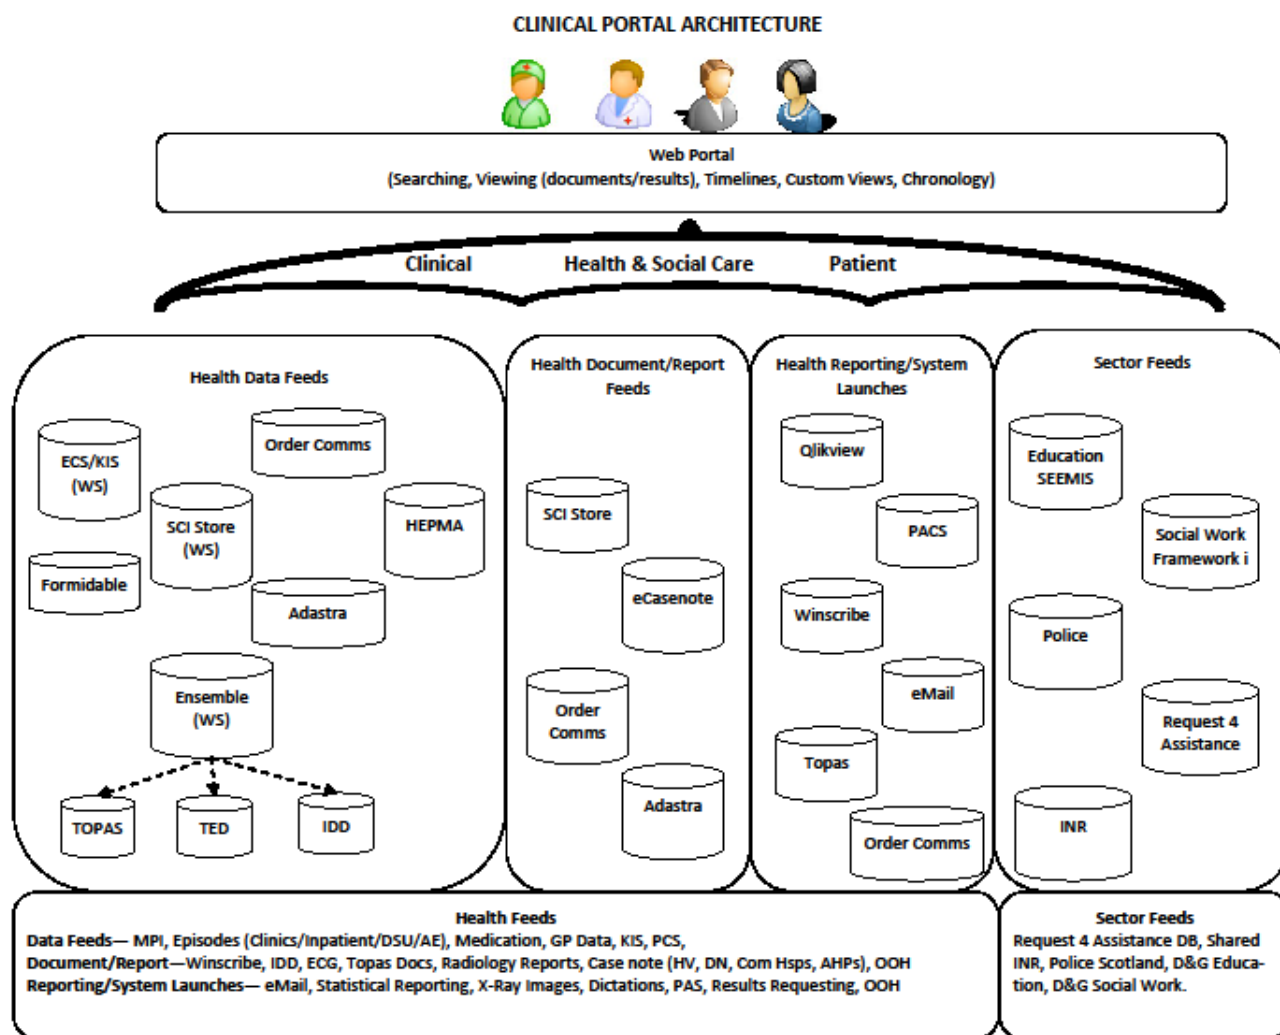 CLINICAL PORTAL ARCHITECTURE
Web Portal
(Searching, Viewing (documents/results), Timelines, Custom Views, Chronology)
Clinical
Health & Social Care
Patient
Health Data Feeds
ECS/KIS
(WS)
Order Comms
SCI Store
(WS)
HEPMA
Formidable
Adastra
Ensemble
(WS)
TOPAS
TED
IDD
Health Document/Report
Feeds
SCI Store
eCasenote
Order
Comms
Adastra
Health Reporting/System
Launches
Qlikview
PACS
Winscribe
eMail
Topas
Order Comms
Sector Feeds
Education
SEEMIS
Social Work
Framework i
Police
Request 4
Assistance
INR
Health Feeds
Data Feeds— MPI, Episodes (Clinics/Inpatient/DSU/AE), Medication, GP Data, KIS, PCS,
Document/Report—Winscribe, IDD, ECG, Topas Docs, Radiology Reports, Case note (HV, DN, Com Hsps, AHPs), OOH
Reporting/System Launches— eMail, Statistical Reporting, X-Ray Images, Dictations, PAS, Results Requesting, OOH
Sector Feeds
Request 4 Assistance DB, Shared
INR, Police Scotland, D&G Educa-
tion, D&G Social Work.